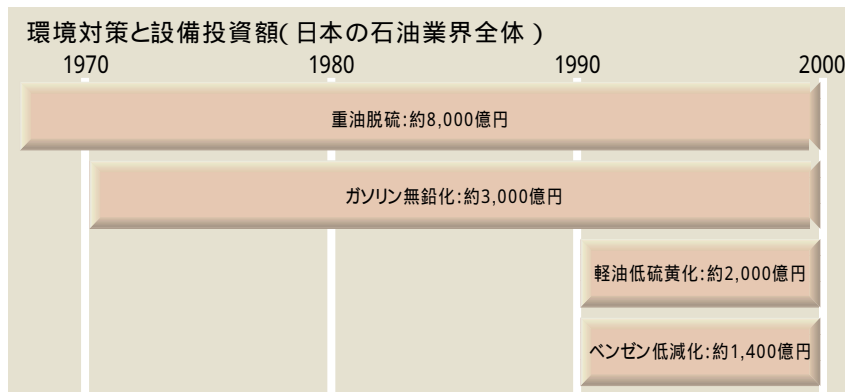 環境対策と設備投資額(日本の石油業界全体)
1970 1980 1990 2000
重油脱硫:約8,000億円
ガソリン無鉛化:約3,000億円
軽油低硫黄化:約2,000億円
ベンゼン低減化:約1,400億円